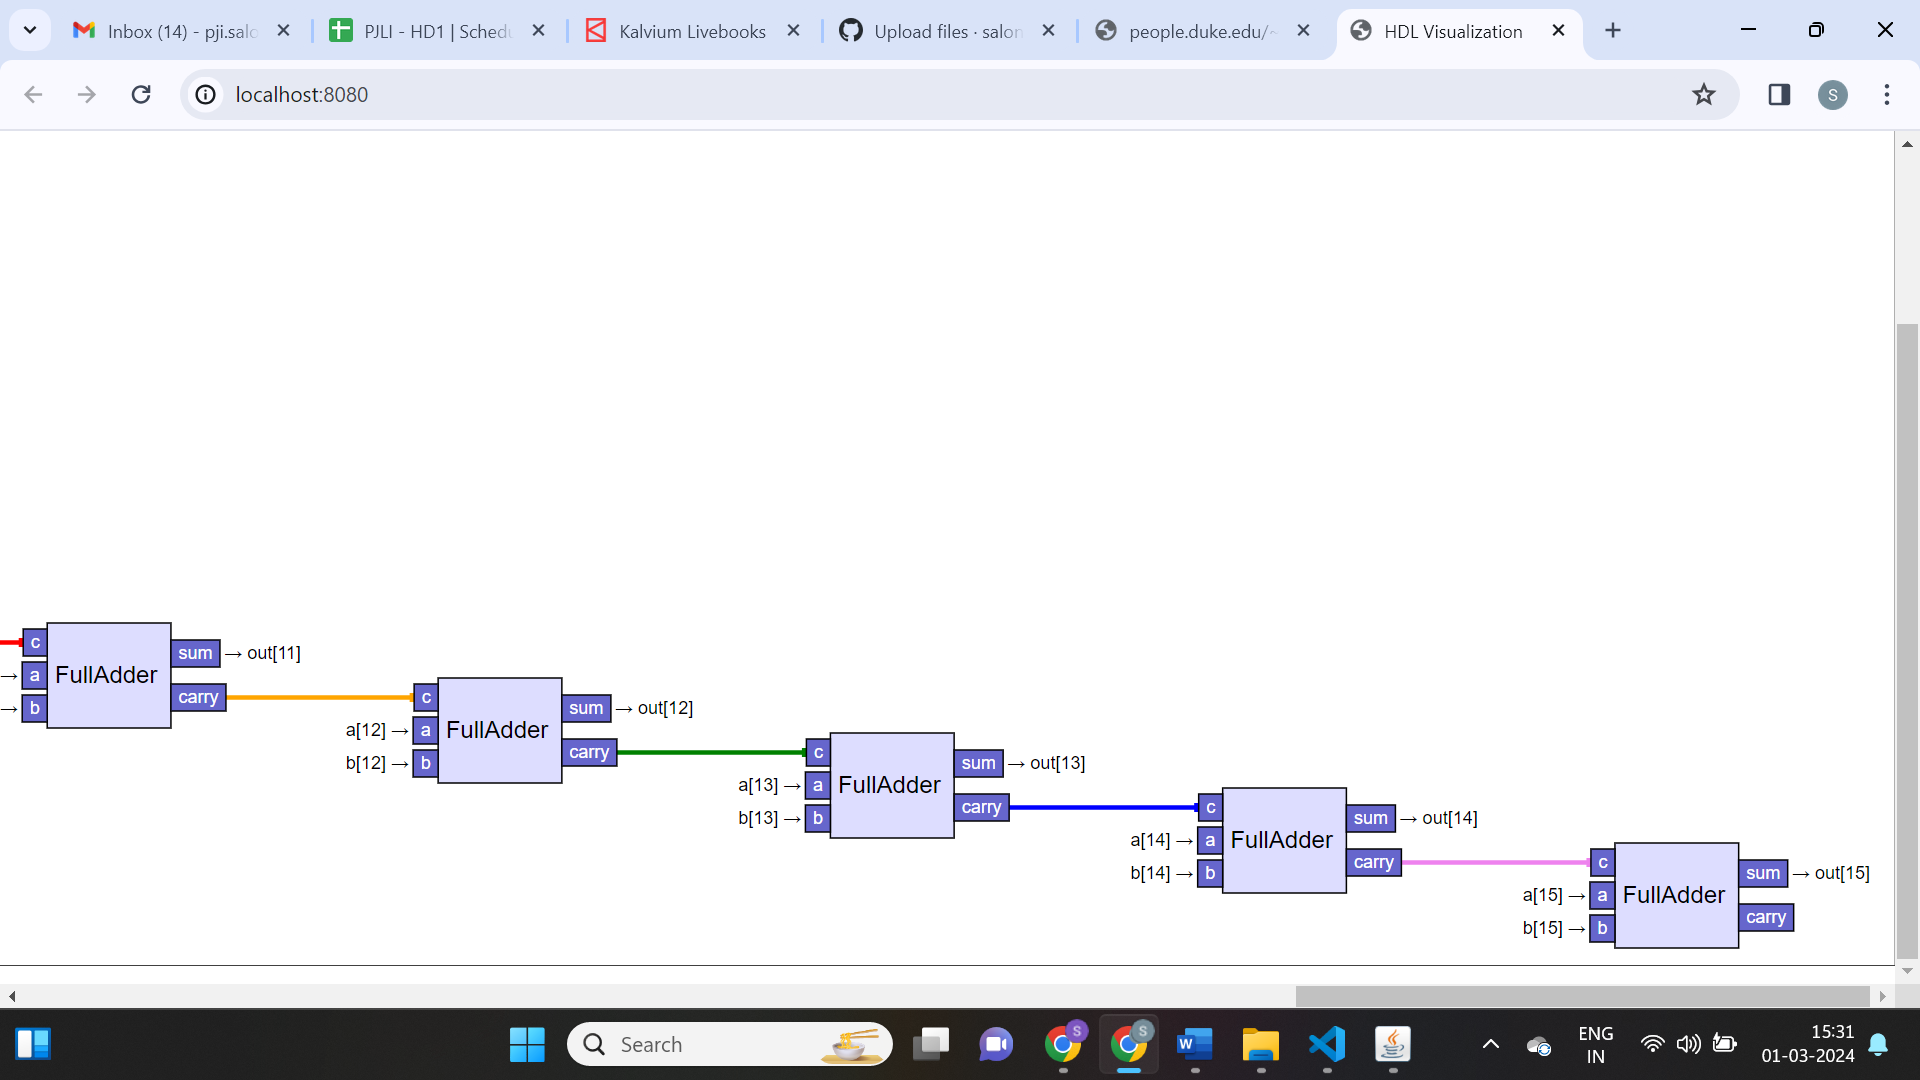 Inbox (14) - pji.salo
PJLI - HD1 | Schedu
Kalvium Livebooks
Upload files · salon
people.duke.edu/~
HDL Visualization
localhost:8080
S
c
a
b
FullAdder
sum
carry
→ out[11]
a[12] →
b[12] →
c
a
b
FullAdder
sum
carry
→ out[12]
a[13] →
b[13] →
c
a
b
FullAdder
sum
carry
→ out[13]
a[14] →
b[14] →
c
a
b
FullAdder
sum
carry
→ out[14]
a[15] →
b[15] →
c
a
b
FullAdder
sum
carry
→ out[15]
Search
S
S
W
ENG
IN
15:31
01-03-2024